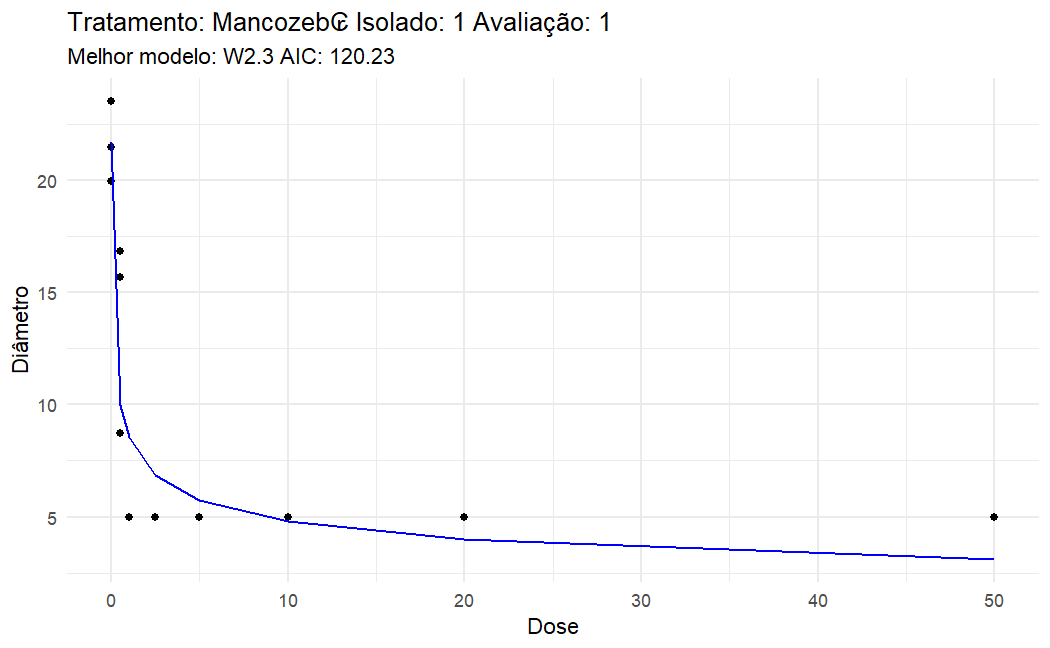 Tratamento: Mancozeb₢ Isolado: 1 Avaliação: 1
Melhor modelo: W2.3 AIC: 120.23
20
15
10
5
Diâmetro
0 10 20 30 40 50
Dose